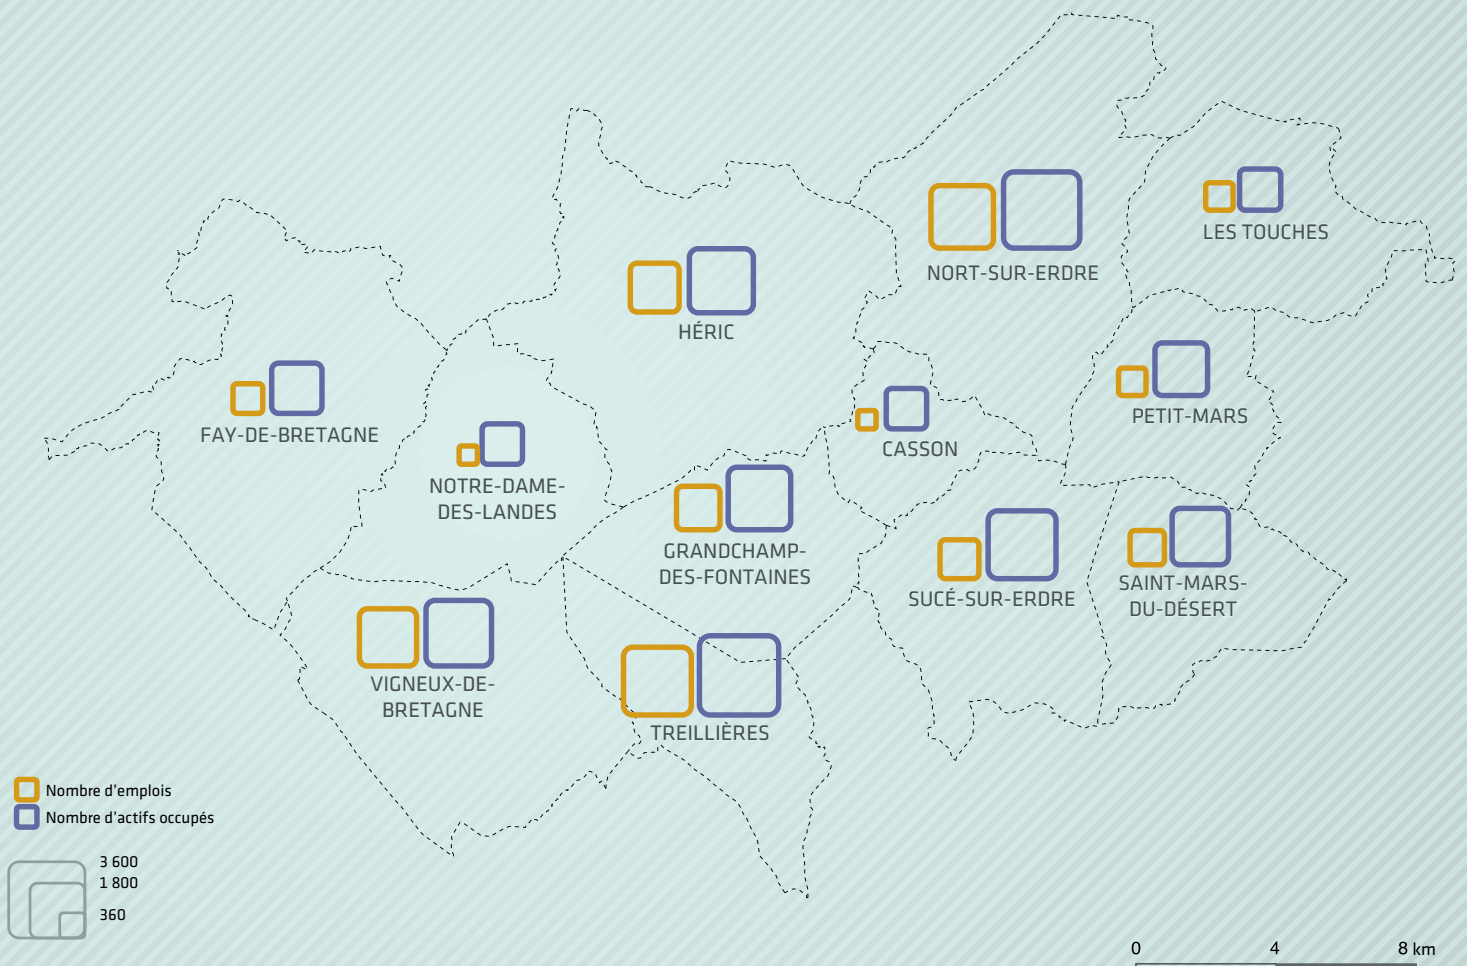 LES TOUCHES
NORT-SUR-ERDRE
HÉRIC
PETIT-MARS
FAY-DE-BRETAGNE
CASSON
NOTRE-DAME-
DES-LANDES
GRANDCHAMP-
DES-FONTAINES
SUCÉ-SUR-ERDRE
SAINT-MARS-
DU-DÉSERT
VIGNEUX-DE-
BRETAGNE
TREILLIÈRES
Nombre d'emplois
Nombre d'actifs occupés
3 600
1 800
360
0 4 8 km